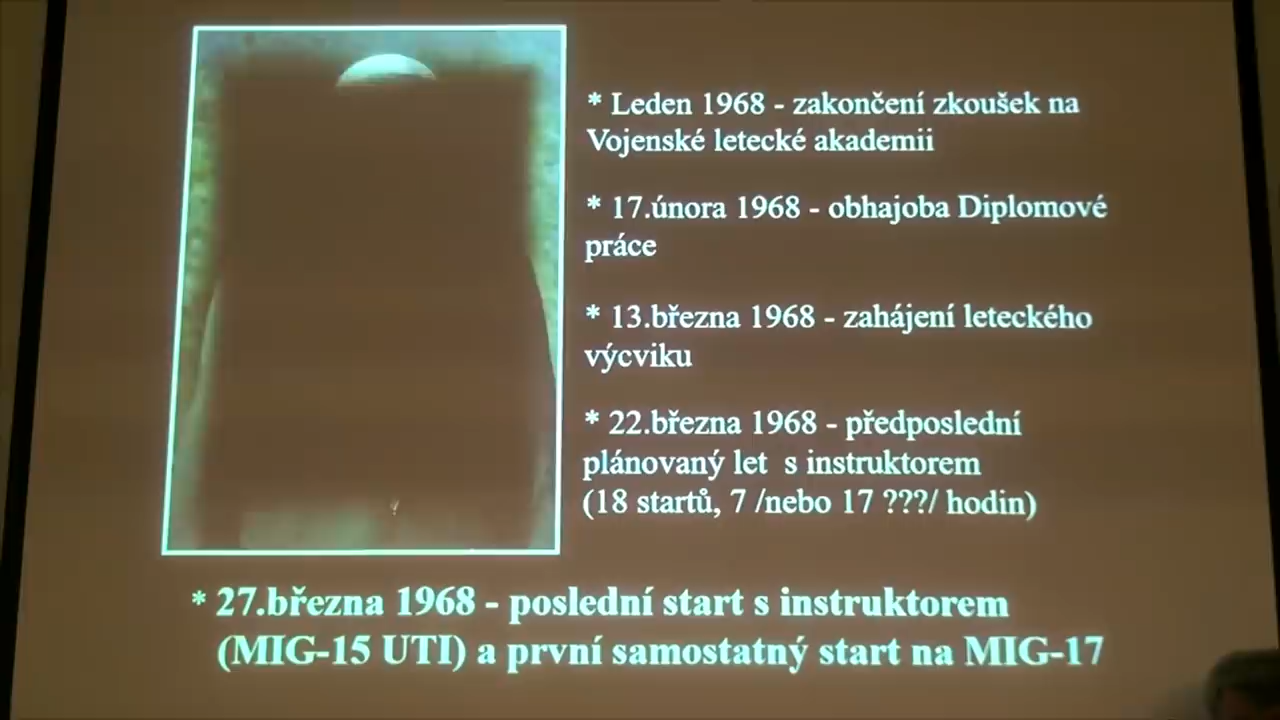 * Leden 1968 - zakončení zkoušek na
Vojenské letecké akademii
* 17.února 1968 - obhajoba Diplomové
práce
* 13.března 1968 - zahájení leteckého
výcviku
* 22.března 1968 - předposlední
plánovaný let s instruktorem
(18 startů, 7 /nebo 17 ???/ hodin)
* 27.března 1968 - poslední start s instruktorem
(MIG-15 UTI) a první samostatný start na MIG-17